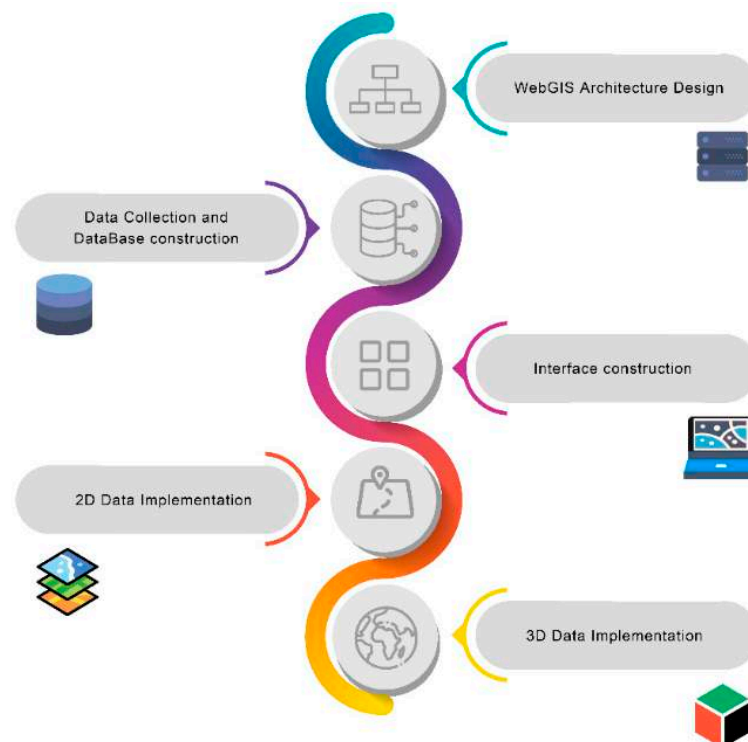 WebGIS Architecture Design
Data Collection and
DataBase construction
Interface construction
2D Data Implementation
3D Data Implementation